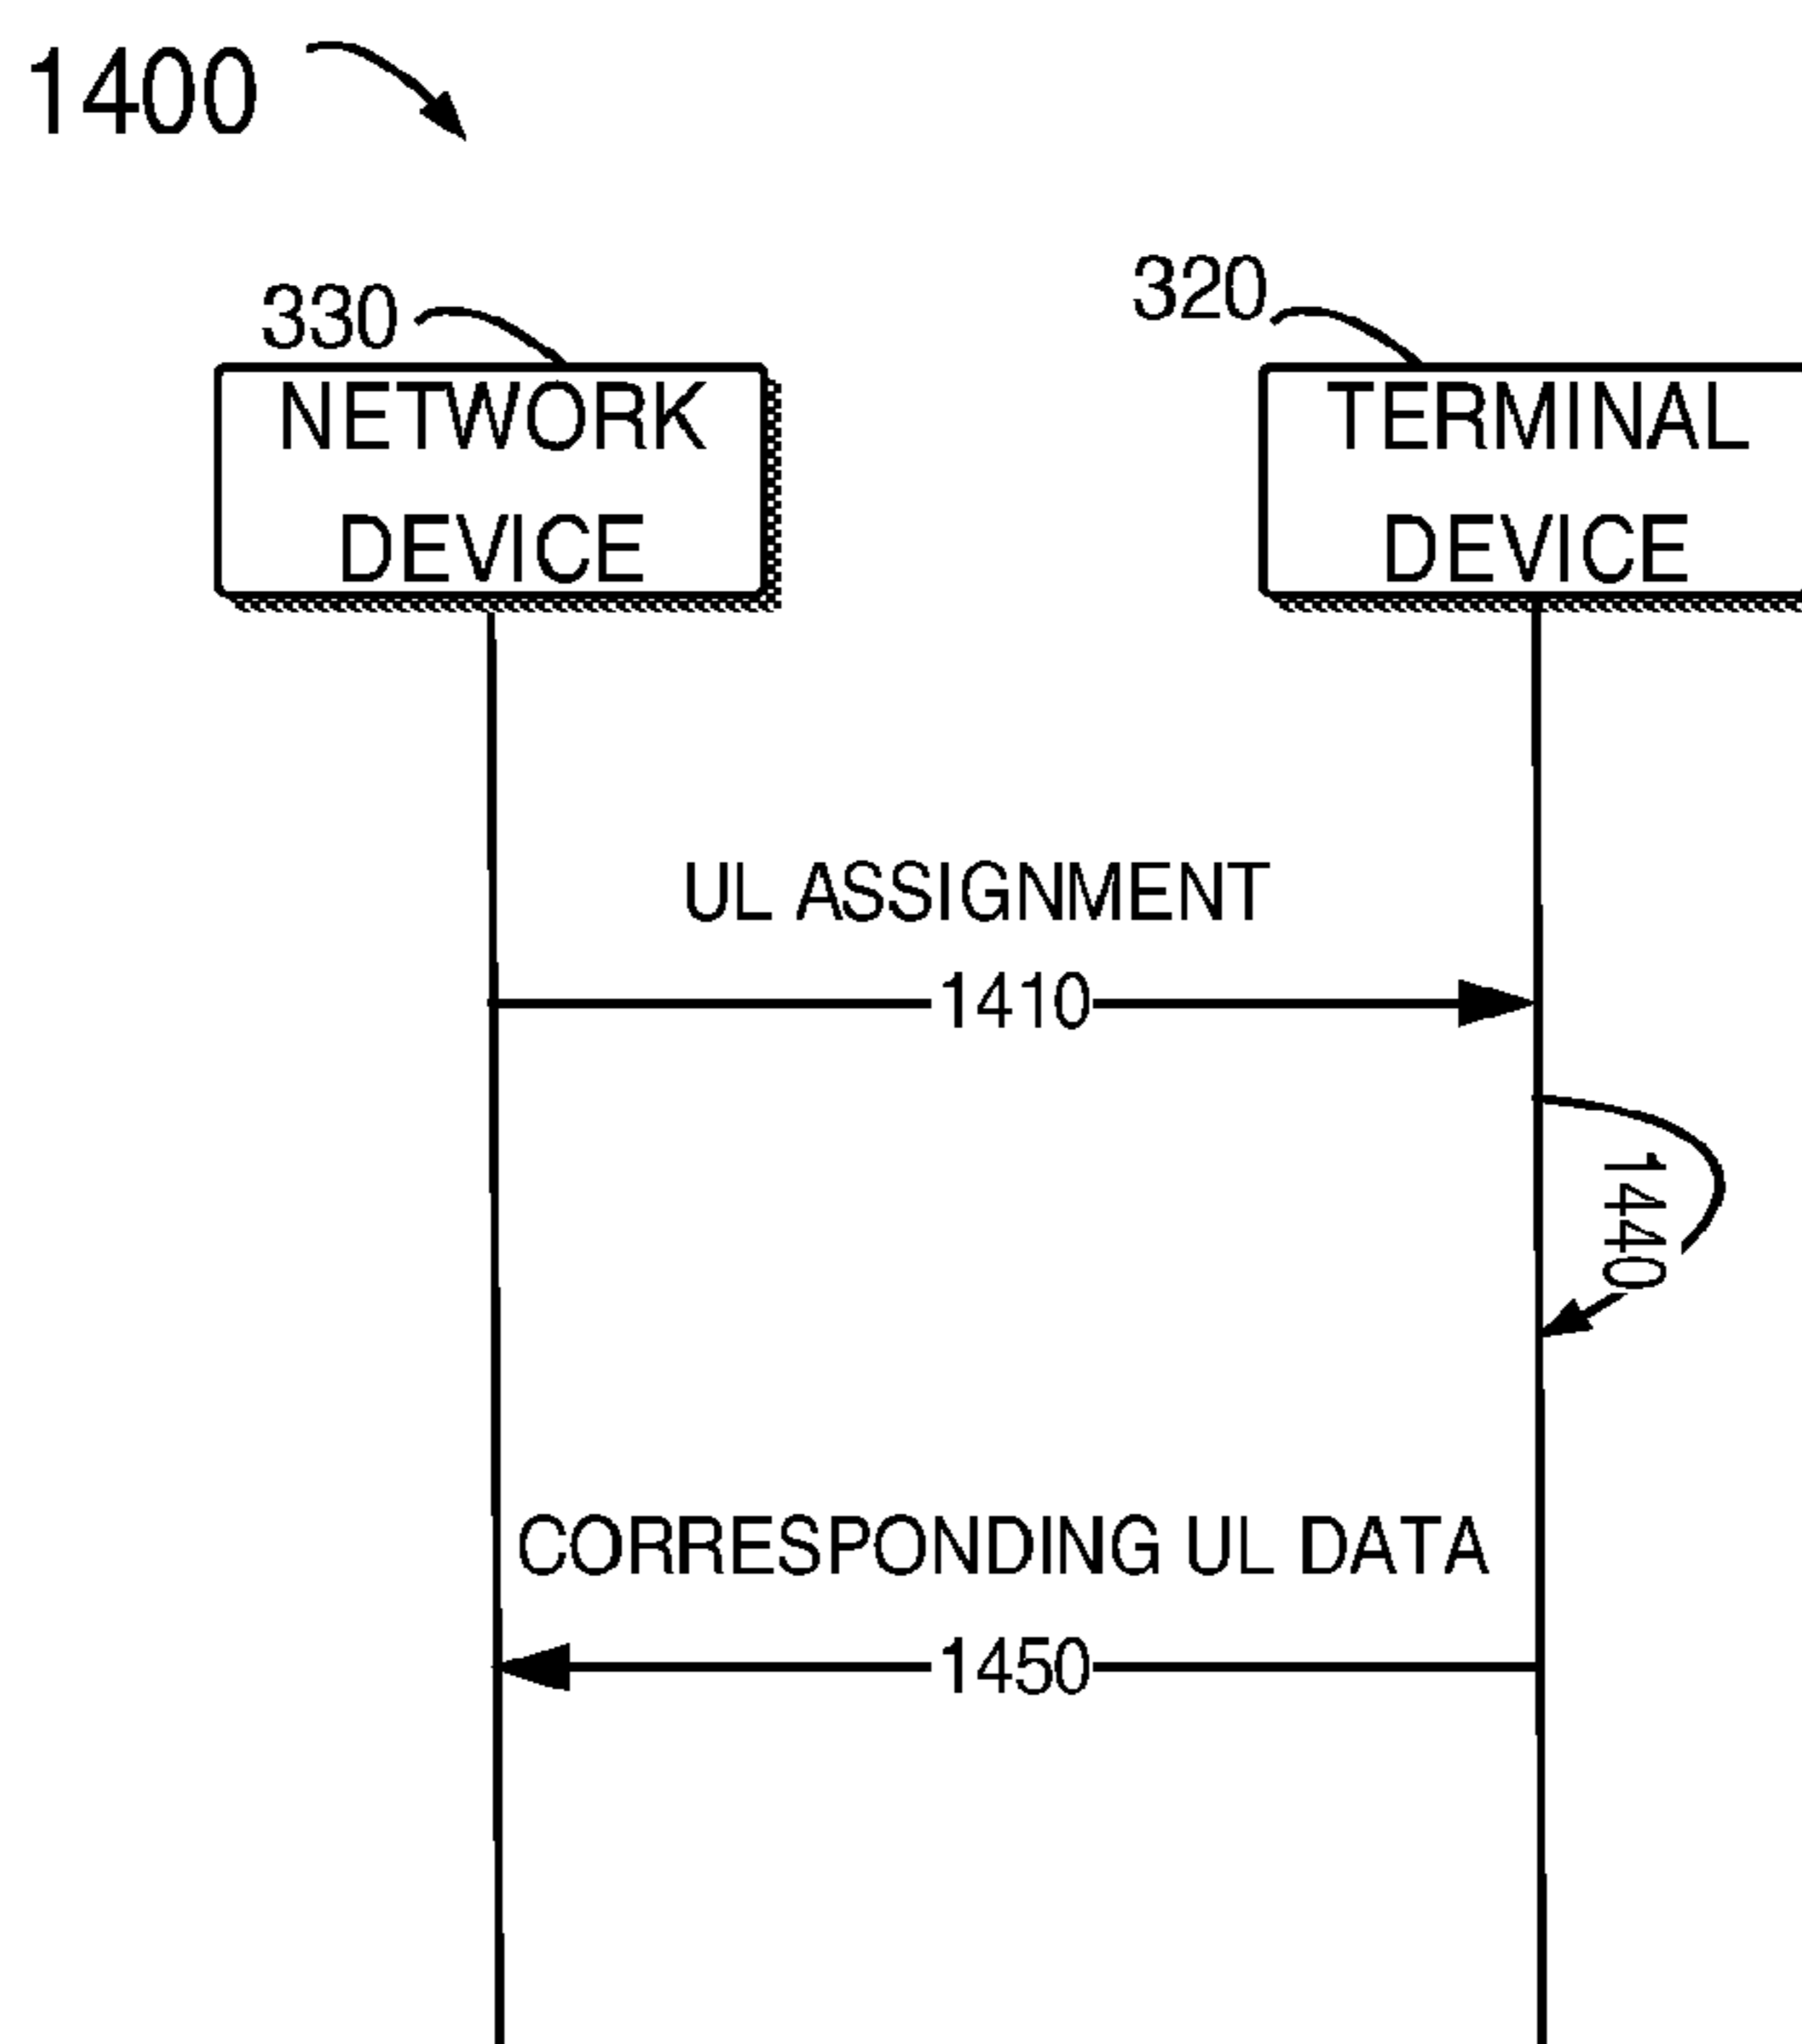 1400
330
320
NETWORK
DEVICE
TERMINAL
DEVICE
UL ASSIGNMENT
1410
1440
CORRESPONDING UL DATA
1450